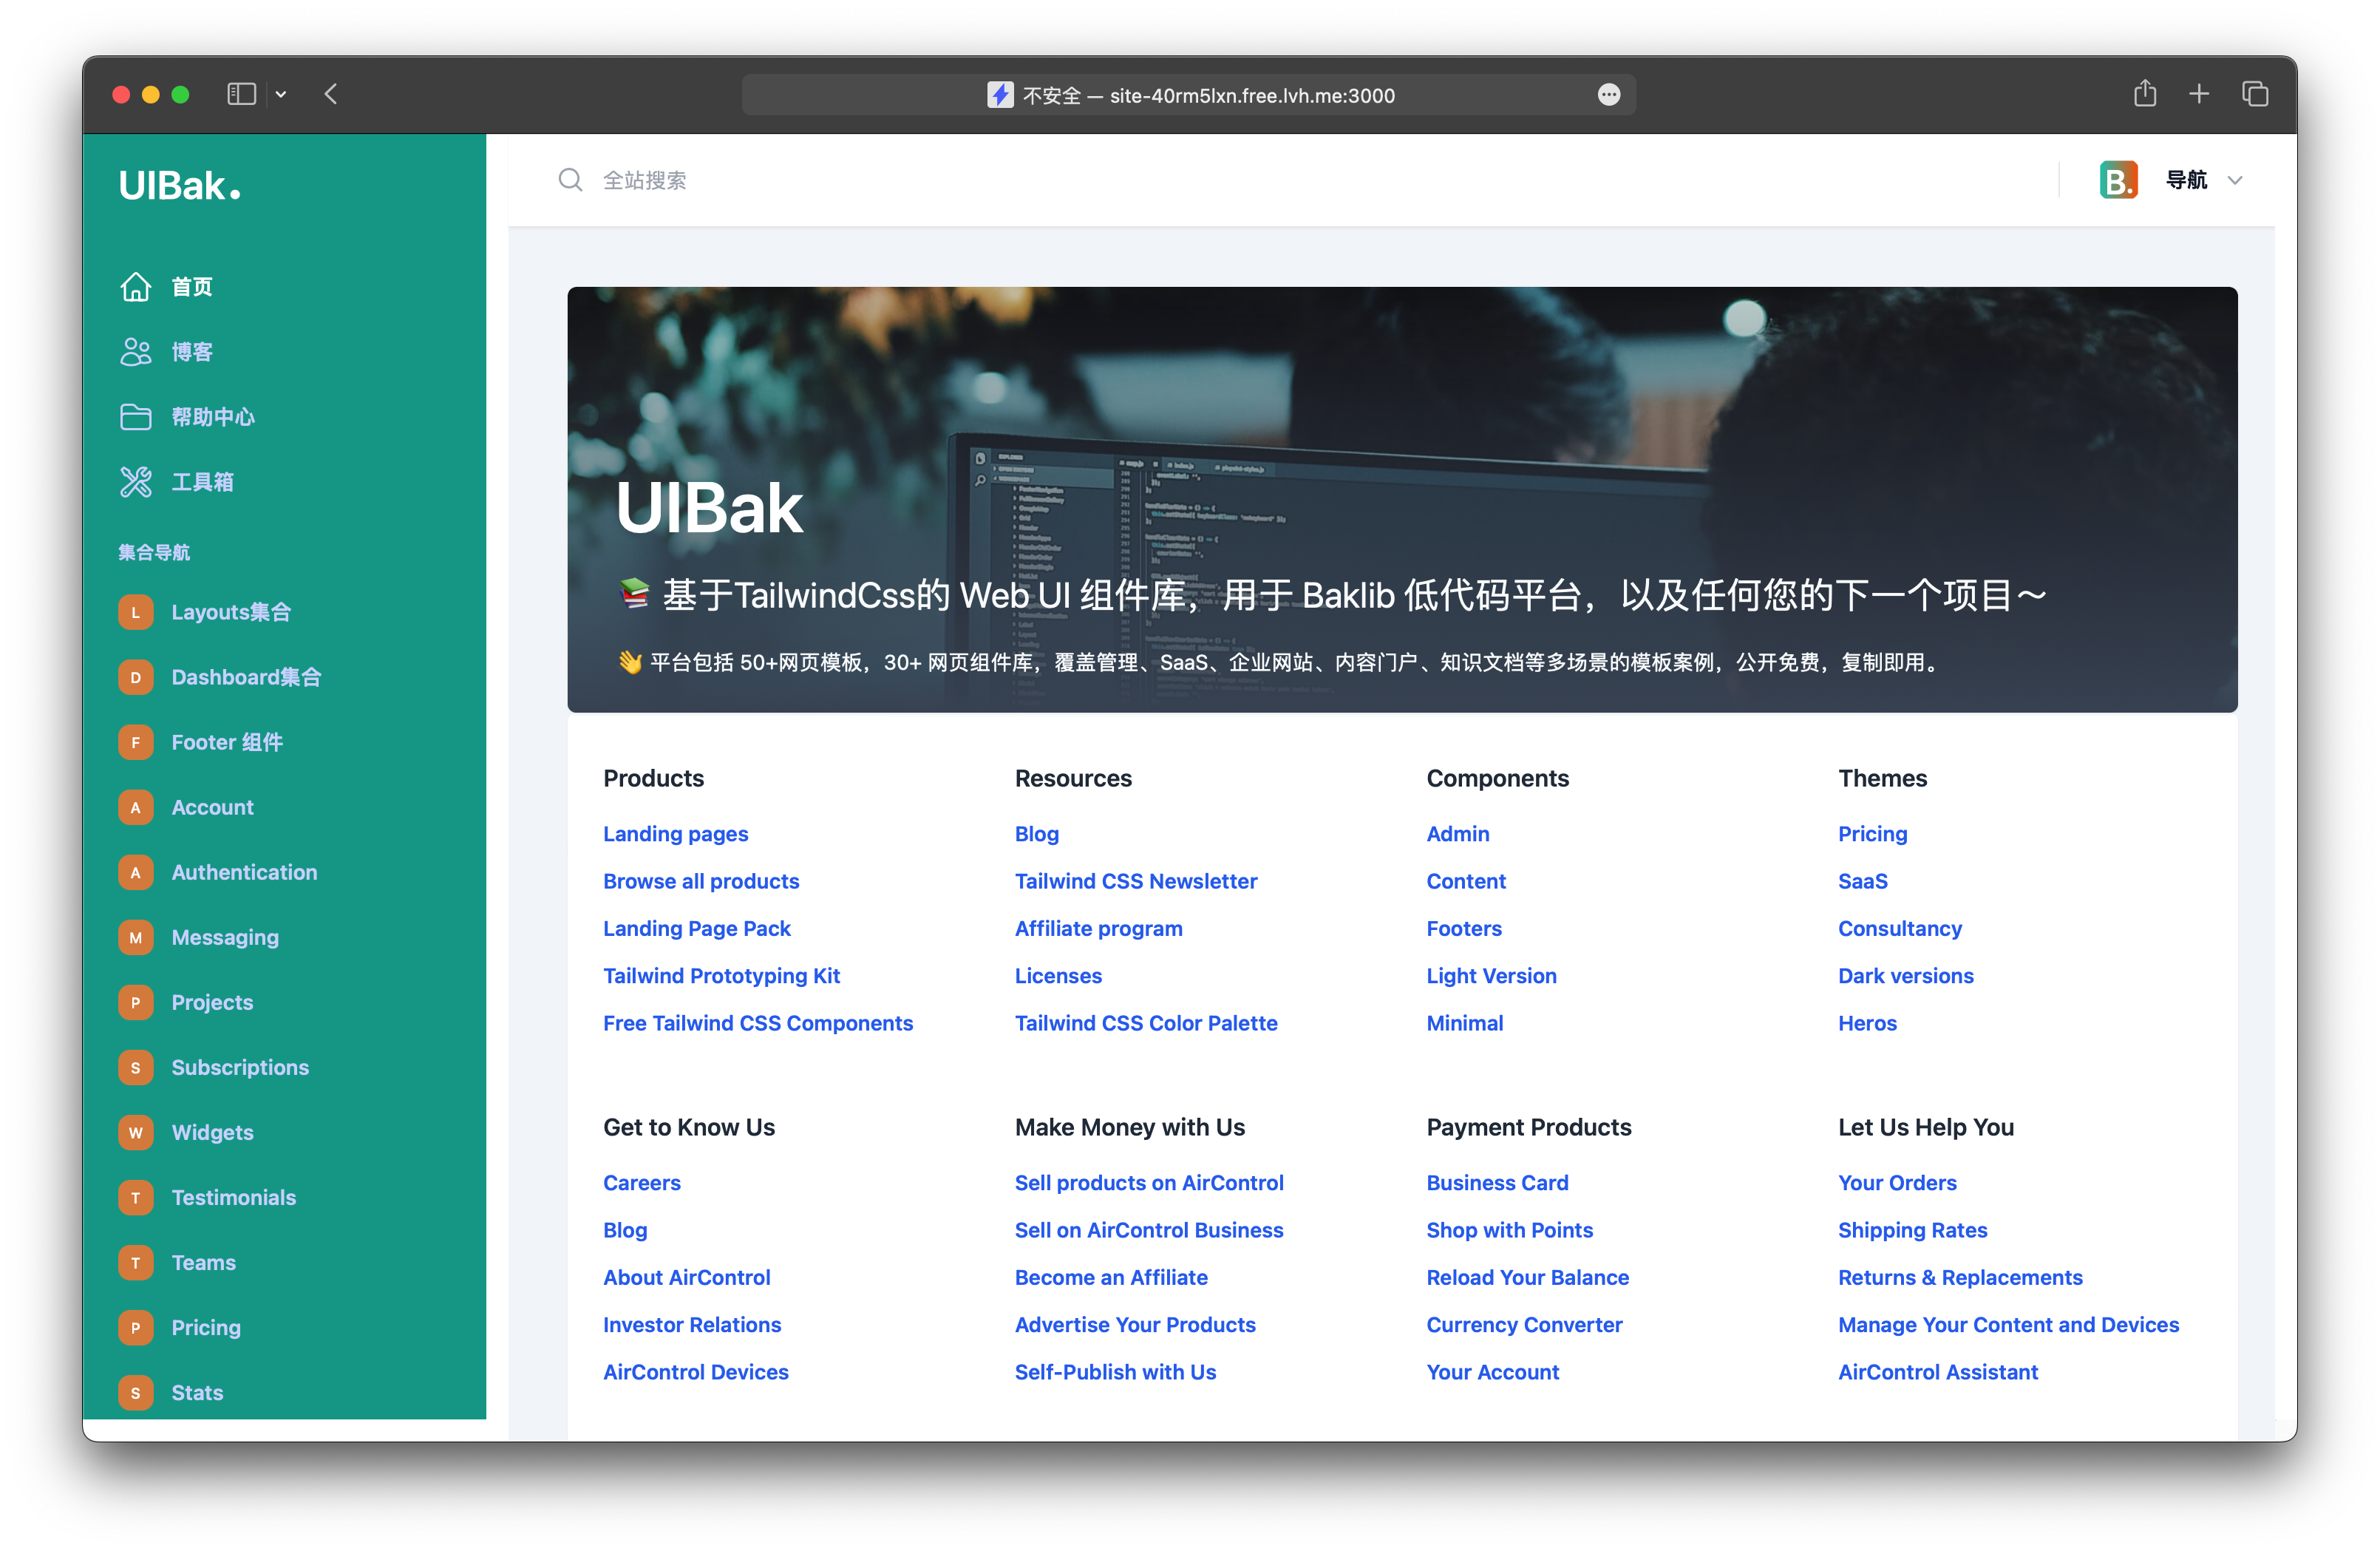 不安全 — site-40rm5lxn.free.lvh.me:3000
UIBak.
全站搜索
B.
导航
首页
博客
帮助中心
工具箱
集合导航
L Layouts集合
D Dashboard集合
F Footer 组件
A Account
A Authentication
M Messaging
P Projects
S Subscriptions
W Widgets
T Testimonials
T Teams
P Pricing
S Stats
UIBak
📚 基于TailwindCss的 Web UI 组件库，用于 Baklib 低代码平台，以及任何您的下一个项目～
👋 平台包括 50+网页模板，30+ 网页组件库，覆盖管理、SaaS、企业网站、内容门户、知识文档等多场景的模板案例，公开免费，复制即用。
Products
Landing pages
Browse all products
Landing Page Pack
Tailwind Prototyping Kit
Free Tailwind CSS Components
Resources
Blog
Tailwind CSS Newsletter
Affiliate program
Licenses
Tailwind CSS Color Palette
Components
Admin
Content
Footers
Light Version
Minimal
Themes
Pricing
SaaS
Consultancy
Dark versions
Heros
Get to Know Us
Careers
Blog
About AirControl
Investor Relations
AirControl Devices
Make Money with Us
Sell products on AirControl
Sell on AirControl Business
Become an Affiliate
Advertise Your Products
Self-Publish with Us
Payment Products
Business Card
Shop with Points
Reload Your Balance
Currency Converter
Your Account
Let Us Help You
Your Orders
Shipping Rates
Returns & Replacements
Manage Your Content and Devices
AirControl Assistant